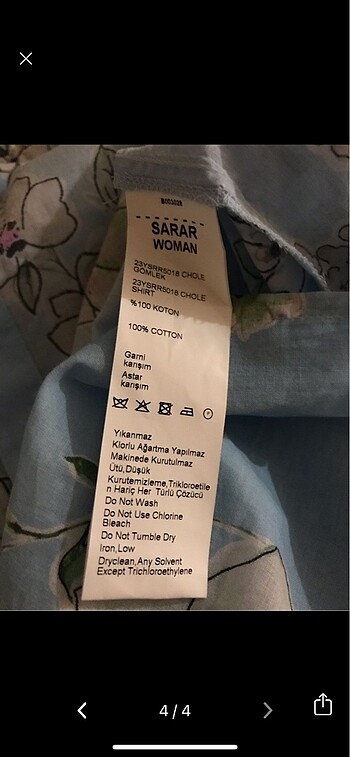 B003039
SARAR
WOMAN
23YSRR5018 CHOLE
GÖMLEK
23YSRR5018 CHOLE
SHIRT
%100 KOTON
100% COTTON
Garni
karışım
Astar
karışım
P
Yıkanmaz
Klorlu Ağartma Yapılmaz
Makinede Kurutulmaz
Ütü,Düşük
Kurutemizleme,Trikloroetile
n Hariç Her Türlü Çözücü
Do Not Wash
Do Not Use Chlorine
Bleach
Do Not Tumble Dry
Iron,Low
Dryclean,Any Solvent
Except Trichloroethylene
4/4